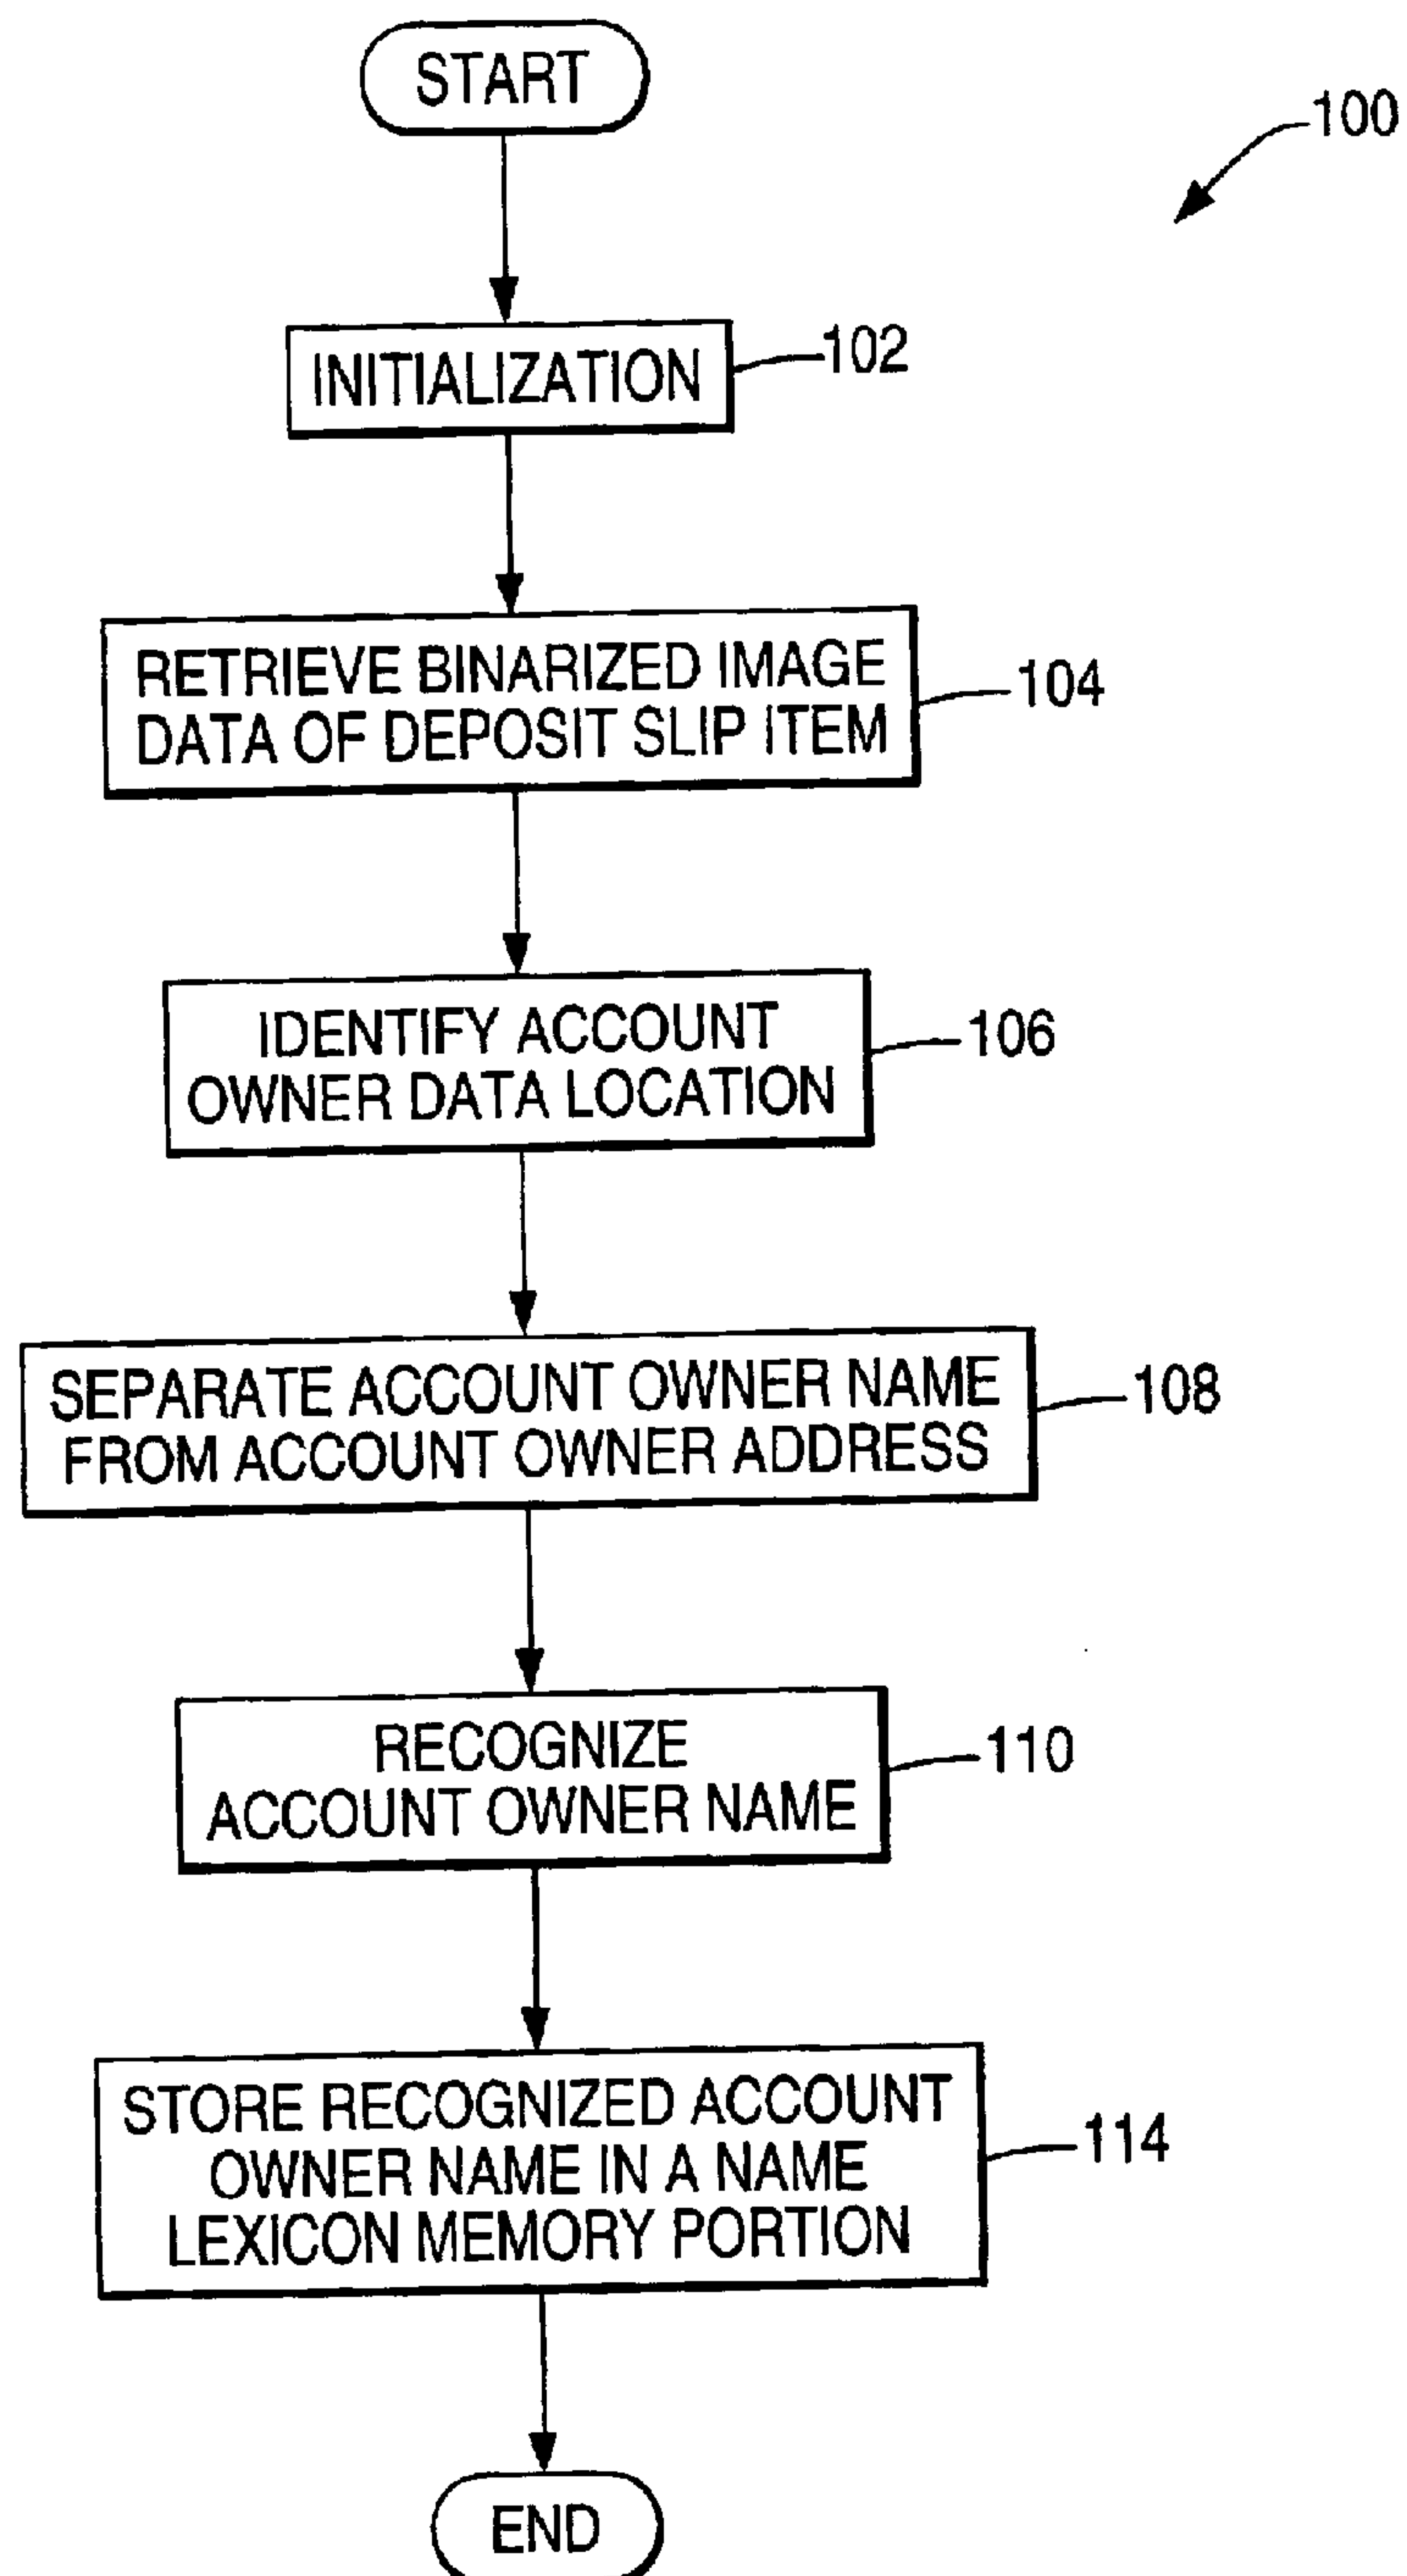 START
100
INITIALIZATION
102
RETRIEVE BINARIZED IMAGE
DATA OF DEPOSIT SLIP ITEM
104
IDENTIFY ACCOUNT
OWNER DATA LOCATION
106
SEPARATE ACCOUNT OWNER NAME
FROM ACCOUNT OWNER ADDRESS
108
RECOGNIZE
ACCOUNT OWNER NAME
110
STORE RECOGNIZED ACCOUNT
OWNER NAME IN A NAME
LEXICON MEMORY PORTION
114
END